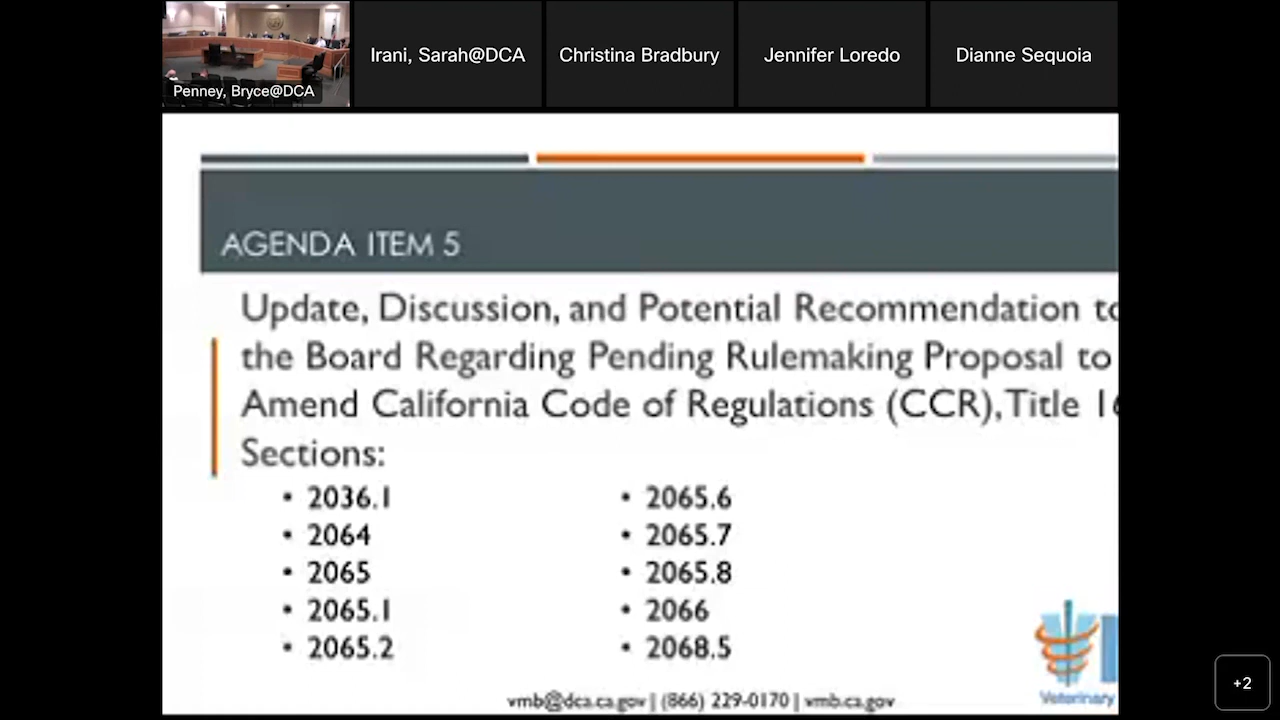 Penney, Bryce@DCA
Irani, Sarah@DCA
Christina Bradbury
Jennifer Loredo
Dianne Sequoia
AGENDA ITEM 5
Update, Discussion, and Potential Recommendation to
the Board Regarding Pending Rulemaking Proposal to
Amend California Code of Regulations (CCR), Title 16
Sections:
• 2036.1
• 2064
• 2065
• 2065.1
• 2065.2
• 2065.6
• 2065.7
• 2065.8
• 2066
• 2068.5
Veterinary
vmb@dca.ca.gov | (866) 229-0170 | vmb.ca.gov
+2